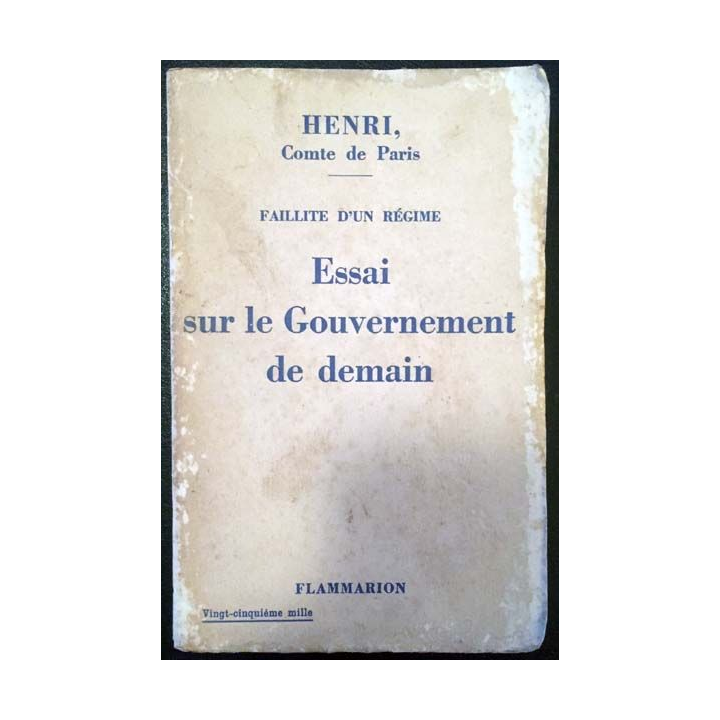 HENRI,
Comte de Paris
FAILLITE D'UN RÉGIME
Essai
sur le Gouvernement
de demain
FLAMMARION
Vingt-cinquième mille